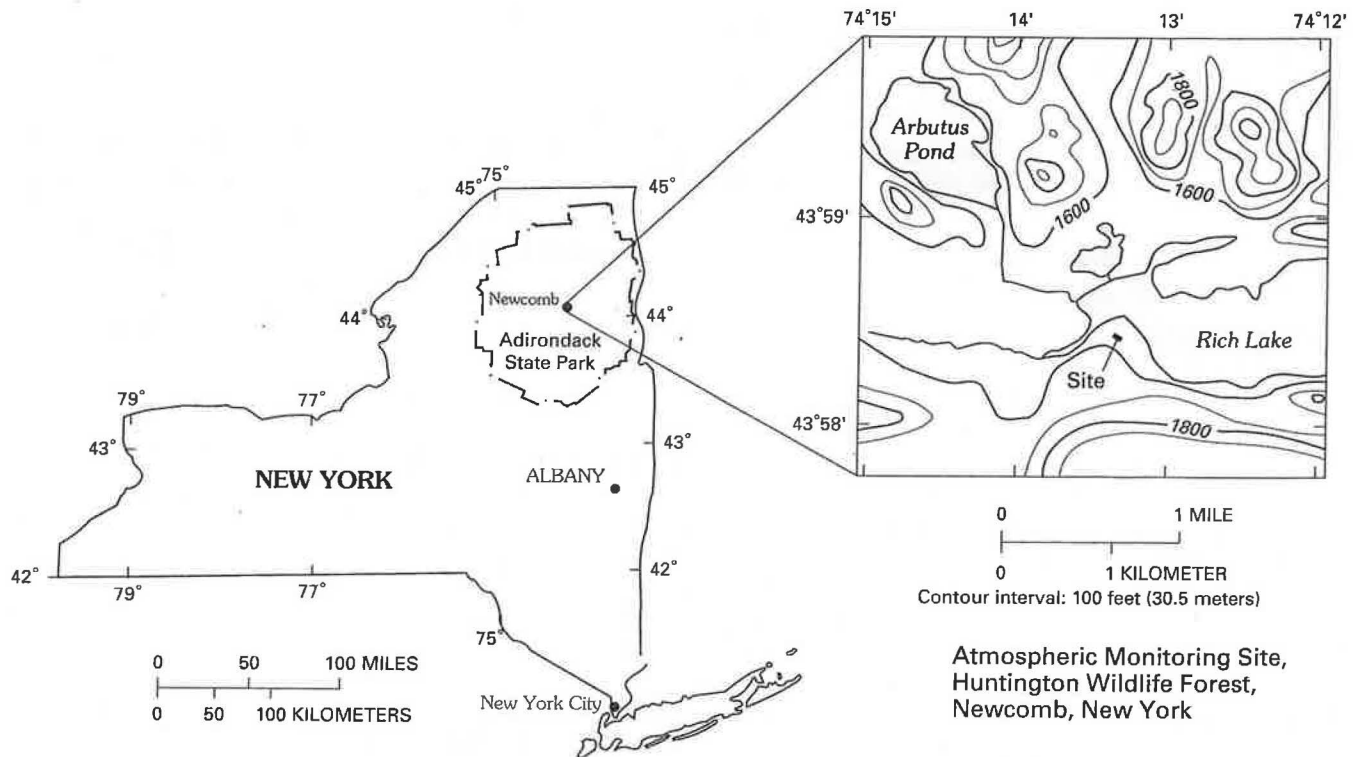 74°15'
14'
13'
74°12'
1800
Arbutus
Pond
1600
1600
43°59'
Rich Lake
Site
43°58'
1800
45°
75°
45°
Newcomb
44°
44°
Adirondack
State Park
79°
77°
43°
43°
NEW YORK
ALBANY
42°
79°
77°
42°
75°
New York City
0 50 100 MILES
0 50 100 KILOMETERS
0 1 MILE
0 1 KILOMETER
Contour interval: 100 feet (30.5 meters)
Atmospheric Monitoring Site,
Huntington Wildlife Forest,
Newcomb, New York